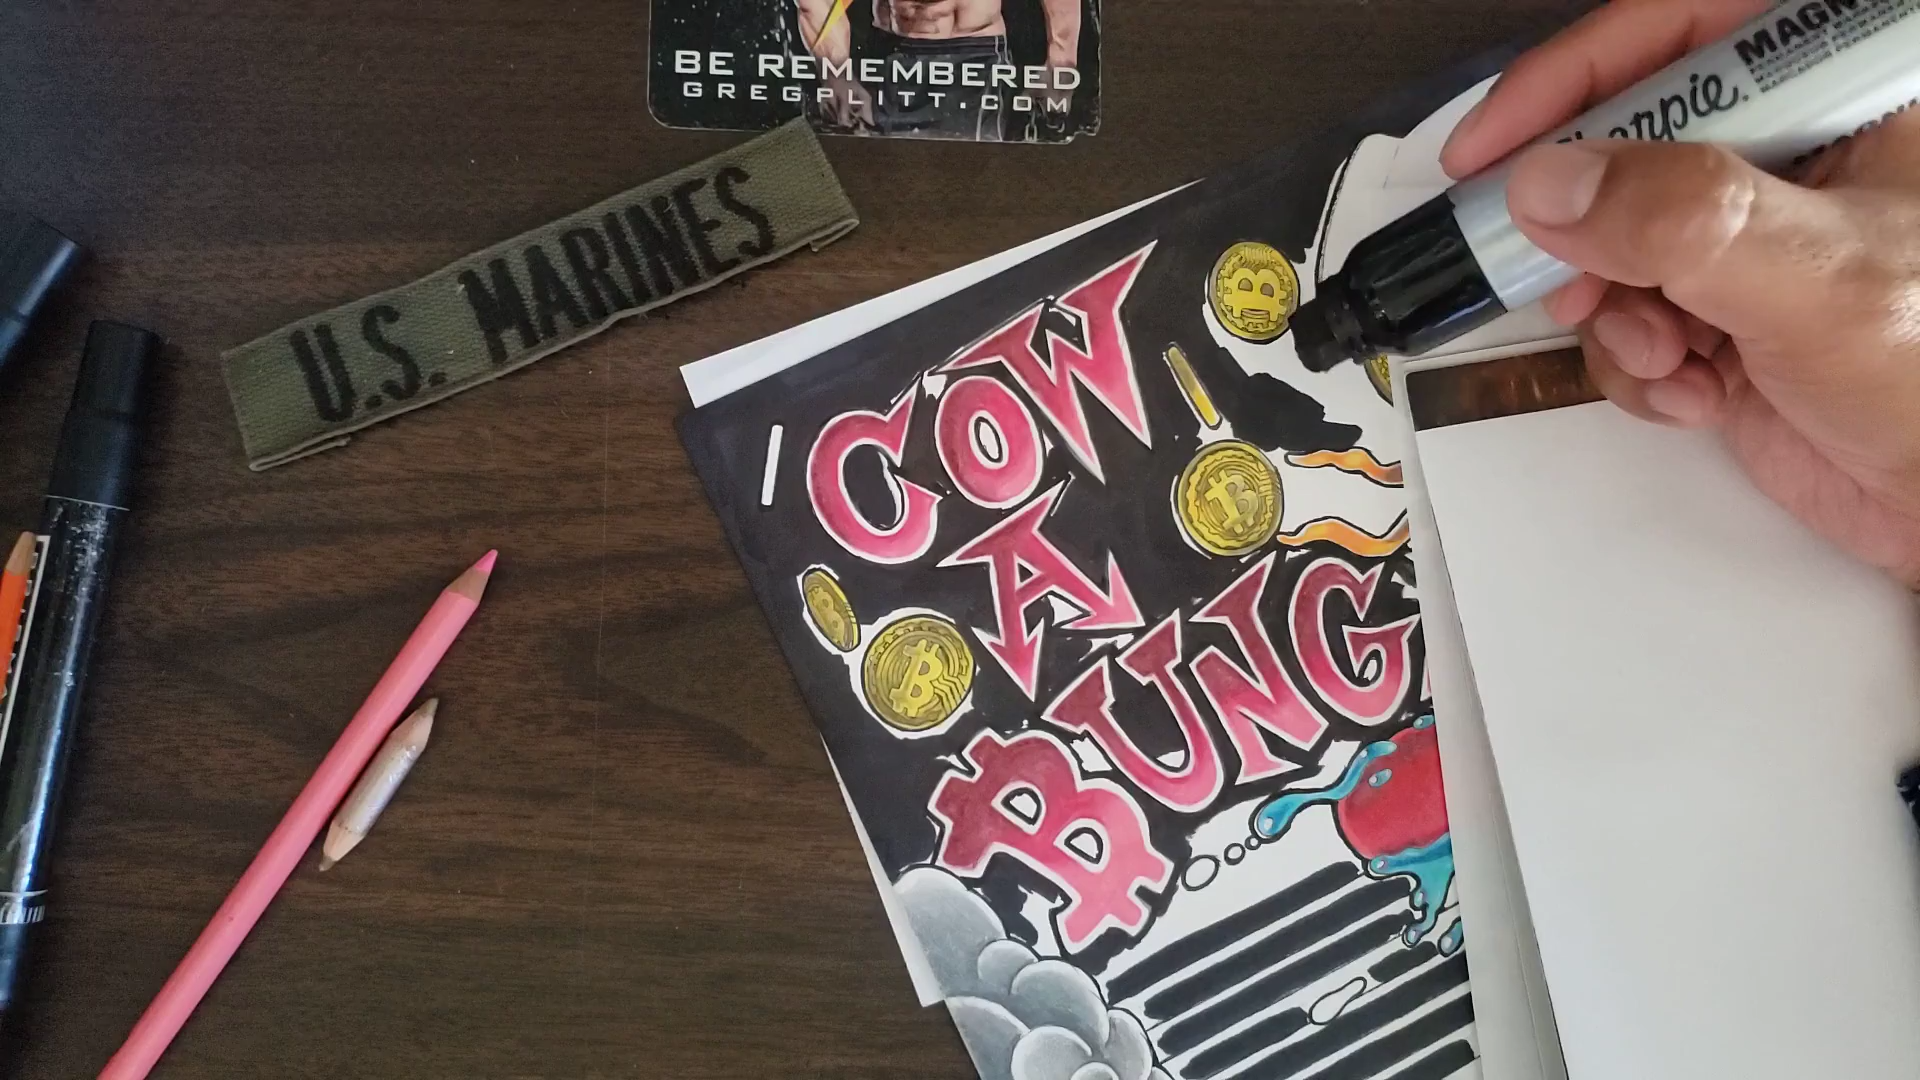 BE REMEMBERED
GREGPLITT.COM
U.S. MARINES
Sharpie.
MAGN
COW
A
BUNG